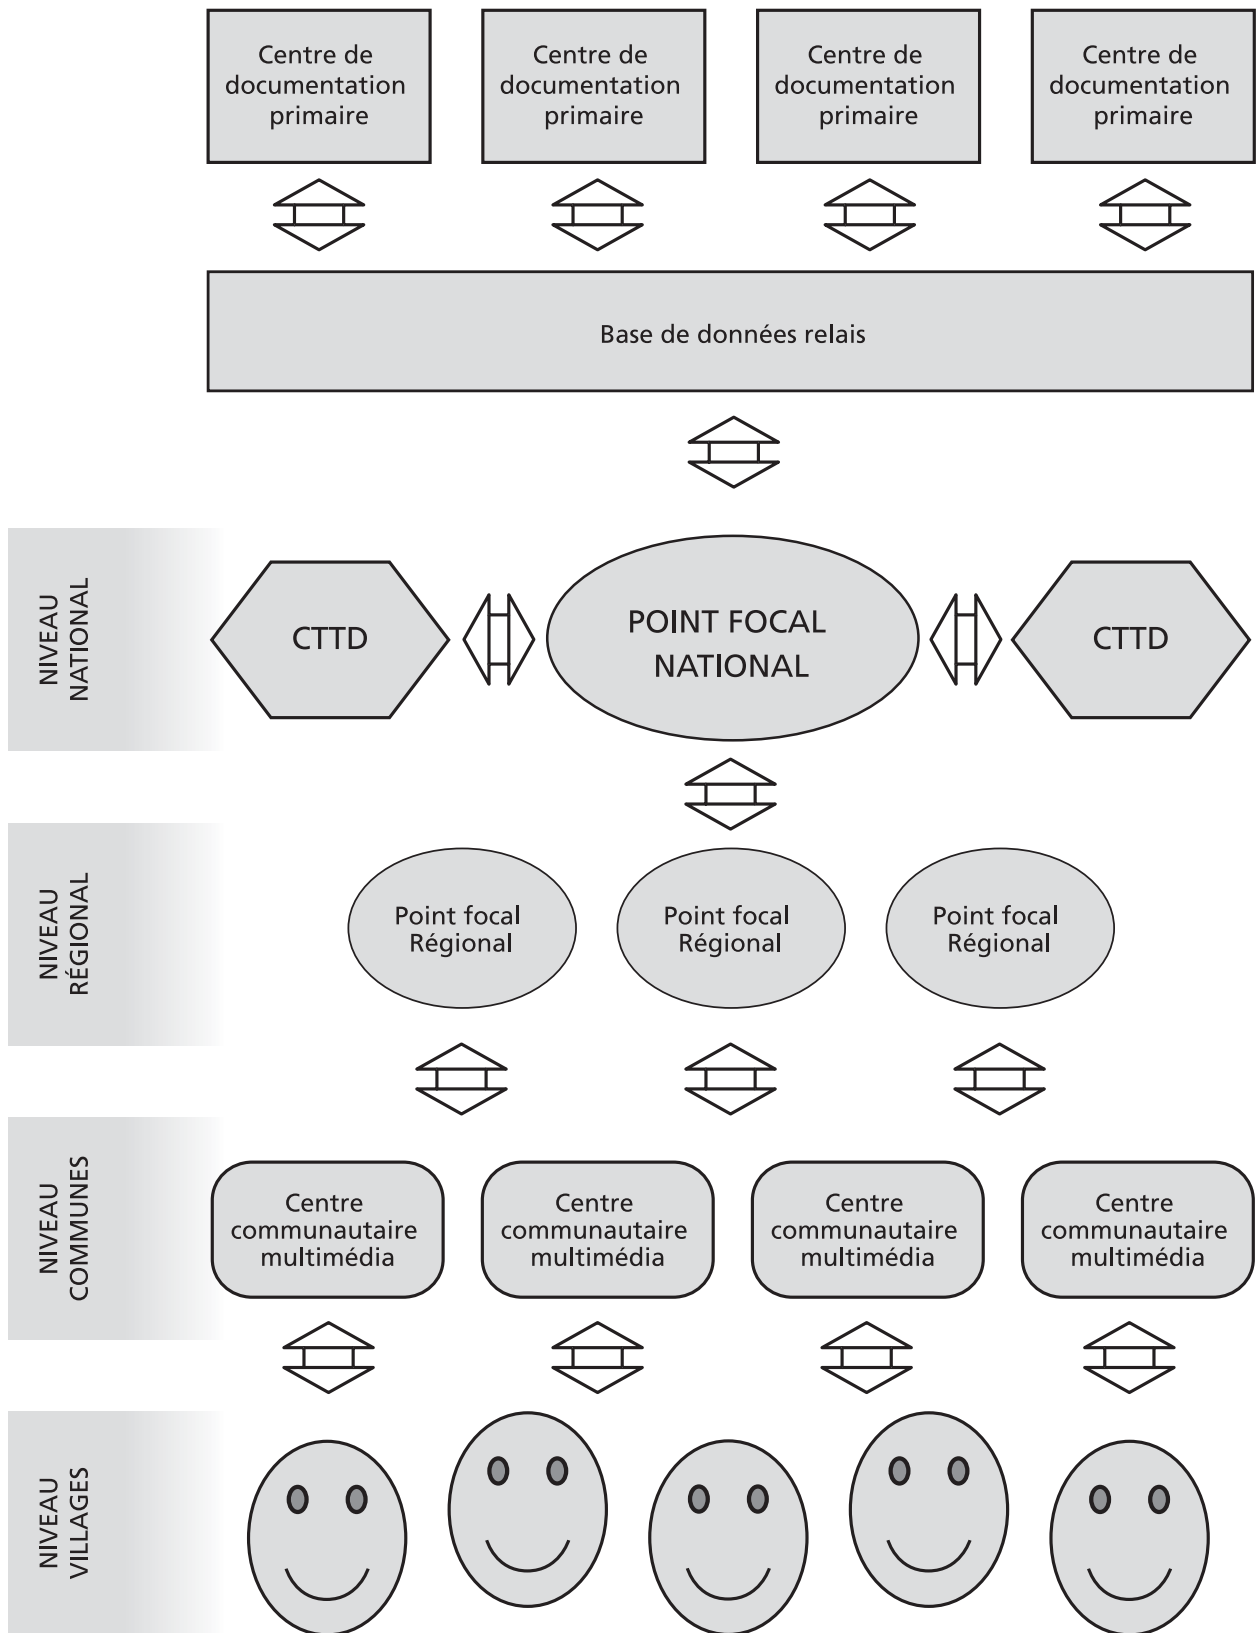 Centre de
documentation
primaire
Centre de
documentation
primaire
Centre de
documentation
primaire
Centre de
documentation
primaire
Base de données relais
NIVEAU
NATIONAL
CTTD
POINT FOCAL
NATIONAL
CTTD
NIVEAU
RÉGIONAL
Point focal
Régional
Point focal
Régional
Point focal
Régional
NIVEAU
COMMUNES
Centre
communautaire
multimédia
Centre
communautaire
multimédia
Centre
communautaire
multimédia
Centre
communautaire
multimédia
NIVEAU
VILLAGES